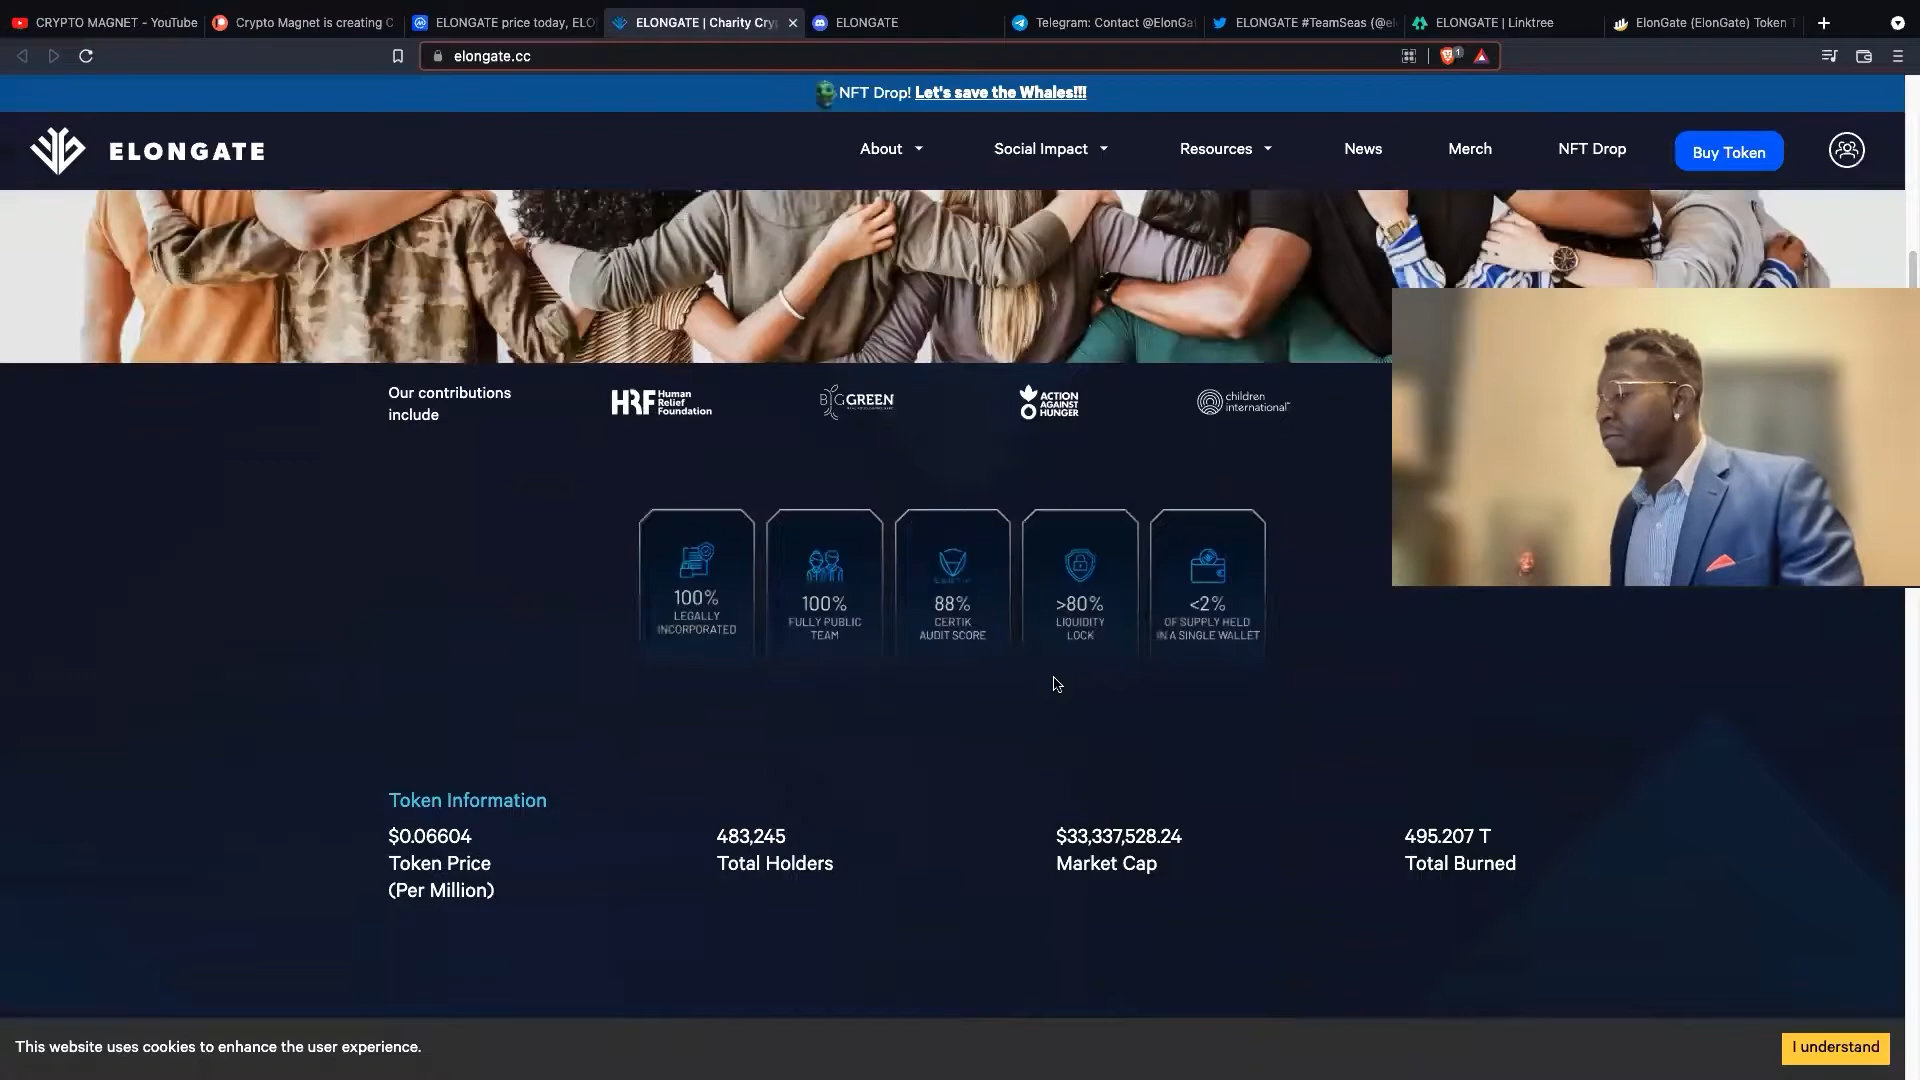 CRYPTO MAGNET - YouTube
Crypto Magnet is creating C
ELONGATE price today, ELO
ELONGATE | Charity Cry
ELONGATE
Telegram: Contact @ElonGa
ELONGATE #TeamSeas (@el
ELONGATE | Linktree
ElonGate (ElonGate) Token T
elongate.cc
1
NFT Drop! Let's save the Whales!!!
ELONGATE
About
Social Impact
Resources
News
Merch
NFT Drop
Buy Token
Our contributions
include
HRF Human
Relief
Foundation
BIGGREEN
ACTION
AGAINST
HUNGER
children
international
100%
LEGALLY
INCORPORATED
100%
FULLY PUBLIC
TEAM
88%
CERTIK
AUDIT SCORE
>80%
LIQUIDITY
LOCK
<2%
OF SUPPLY HELD
IN A SINGLE WALLET
Token Information
$0.06604
Token Price
(Per Million)
483,245
Total Holders
$33,337,528.24
Market Cap
495.207 T
Total Burned
This website uses cookies to enhance the user experience.
I understand